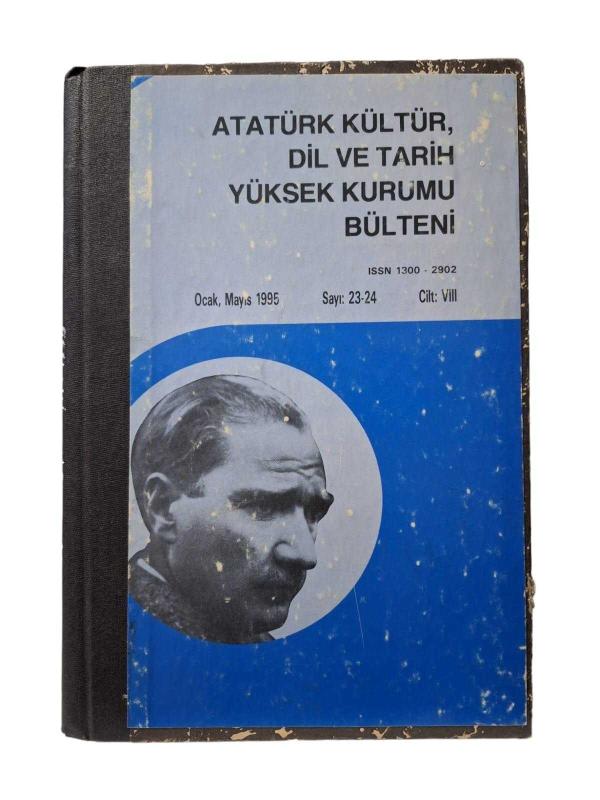 ATATÜRK KÜLTÜR,
DİL VE TARİH
YÜKSEK KURUMU
BÜLTENİ
ISSN 1300 - 2902
Ocak, Mayıs 1995 Sayı: 23-24 Cilt: VIII